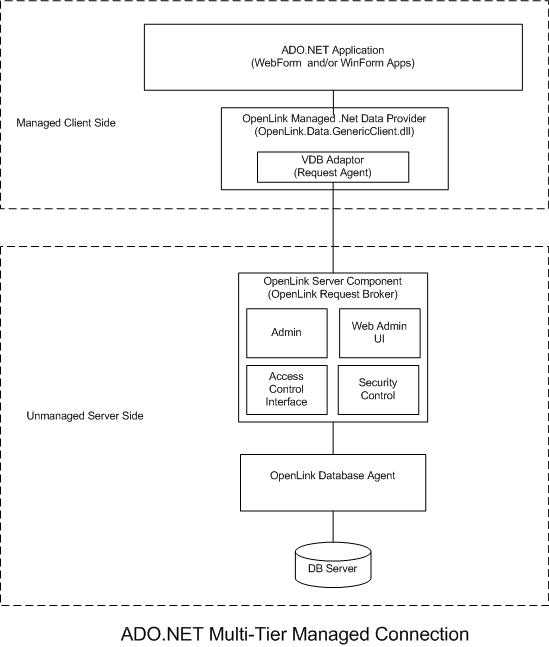 ADO.NET Application
(WebForm and/or WinForm Apps)
Managed Client Side
OpenLink Managed .Net Data Provider
(OpenLink.Data.GenericClient.dll)
VDB Adaptor
(Request Agent)
OpenLink Server Component
(OpenLink Request Broker)
Admin
Web Admin
UI
Access
Control
Interface
Security
Control
Unmanaged Server Side
OpenLink Database Agent
DB Server
ADO.NET Multi-Tier Managed Connection